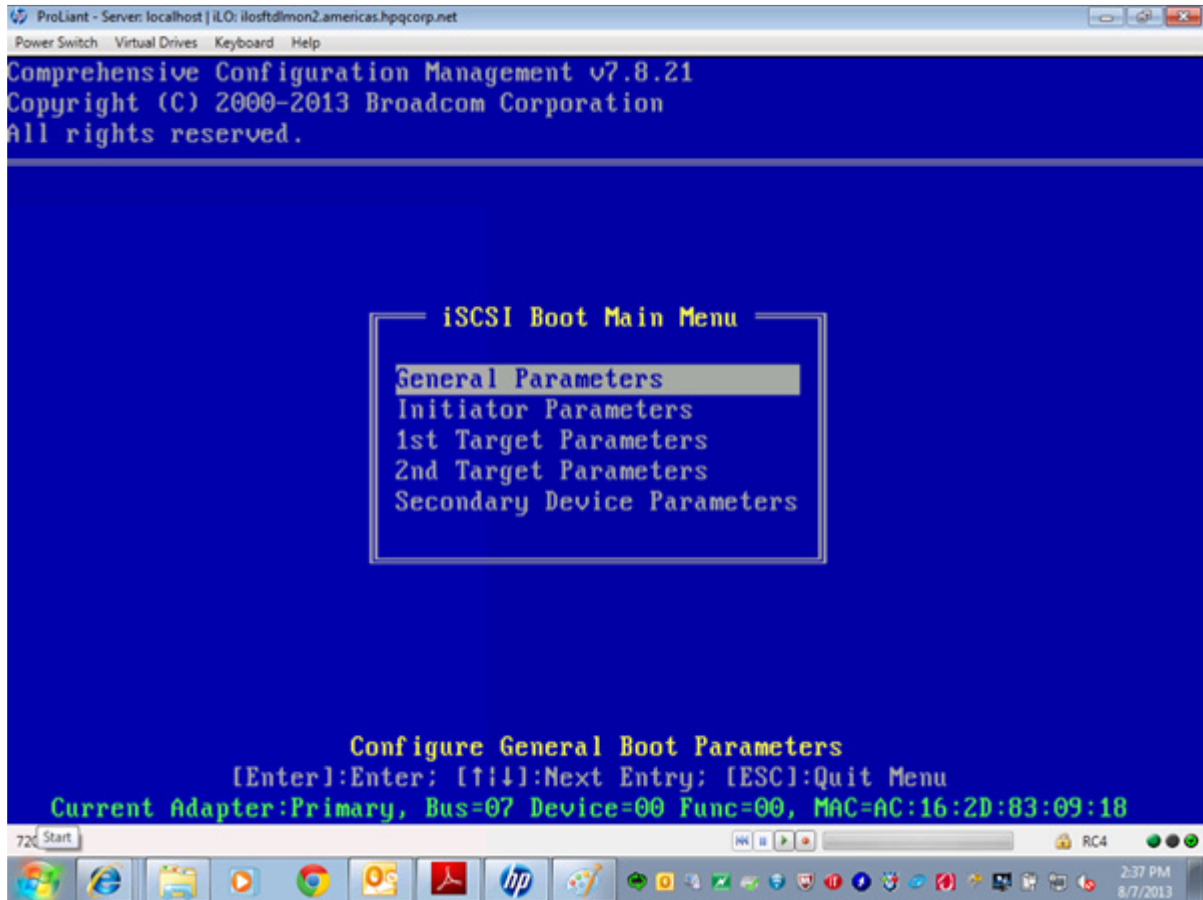 ProLiant - Server: localhost | iLO: ilosftdlmon2.americas.hpqcorp.net
Power Switch Virtual Drives Keyboard Help
Comprehensive Configuration Management v7.8.21
Copyright (C) 2000-2013 Broadcom Corporation
All rights reserved.
iSCSI Boot Main Menu
General Parameters
Initiator Parameters
1st Target Parameters
2nd Target Parameters
Secondary Device Parameters
Configure General Boot Parameters
[Enter]:Enter; [↑¦↓]:Next Entry; [ESC]:Quit Menu
Current Adapter:Primary, Bus=07 Device=00 Func=00, MAC=AC:16:2D:83:09:18
Start
RC4
2:37 PM
8/7/2013